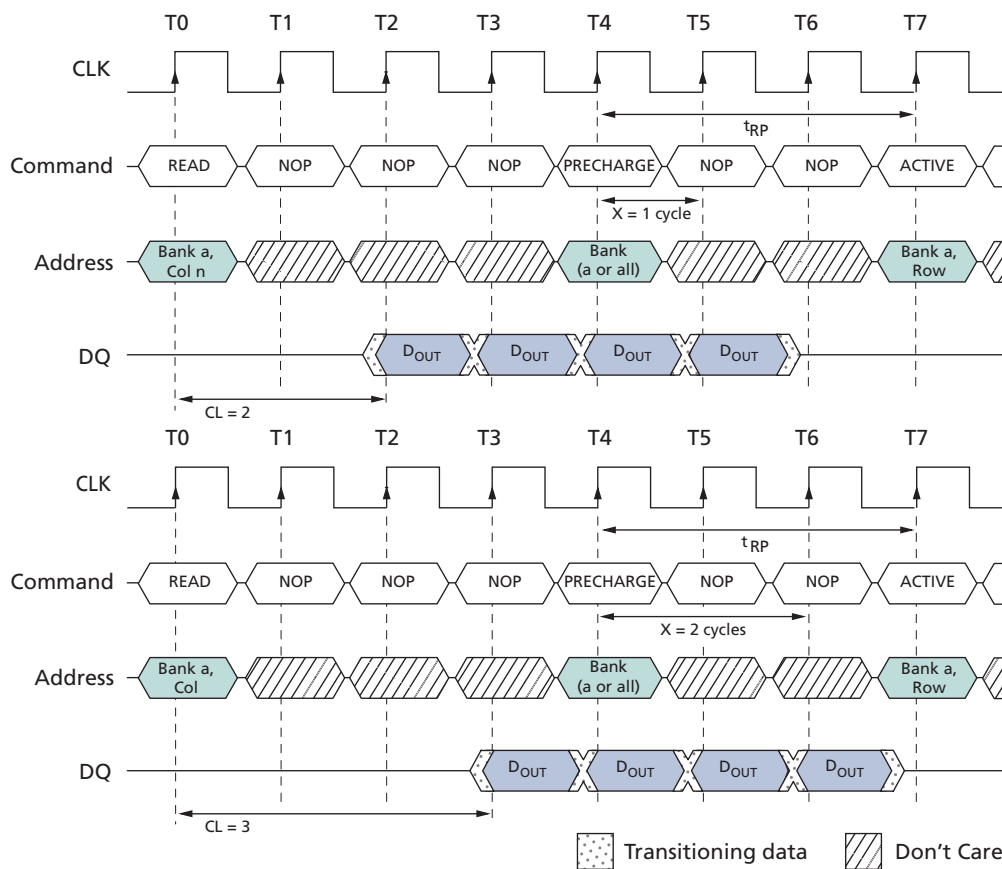 T0 T1 T2 T3 T4 T5 T6 T7
CLK
tRP
Command READ NOP NOP NOP PRECHARGE NOP NOP ACTIVE
X = 1 cycle
Address Bank a, Col n Bank (a or all) Bank a, Row
DQ DOUT DOUT DOUT DOUT
CL = 2
T0 T1 T2 T3 T4 T5 T6 T7
CLK
tRP
Command READ NOP NOP NOP PRECHARGE NOP NOP ACTIVE
X = 2 cycles
Address Bank a, Col Bank (a or all) Bank a, Row
DQ DOUT DOUT DOUT DOUT
CL = 3
Transitioning data Don't Care